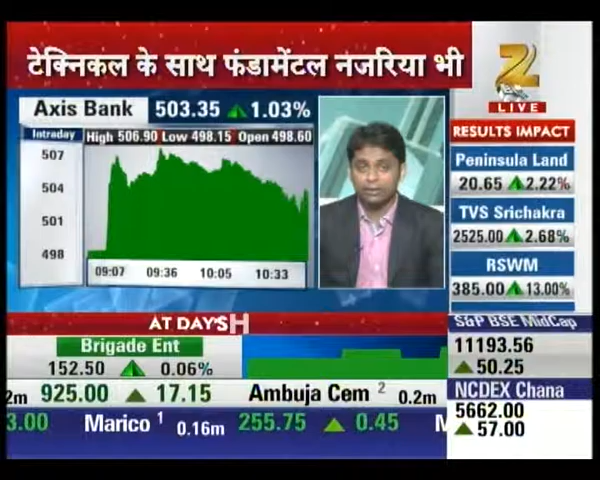 टेक्निकल के साथ फंडामेंटल नजरिया भी
LIVE
Axis Bank 503.35 1.03%
Intraday High 506.90 Low 498.15 Open 498.60
507
504
501
498
09:07 09:36 10:05 10:33
RESULTS IMPACT
Peninsula Land
20.65 2.22%
TVS Srichakra
2525.00 2.68%
RSWM
385.00 13.00%
AT DAY'S H
Brigade Ent
152.50 0.06%
S&P BSE MidCap
11193.56
50.25
2m 925.00 17.15 Ambuja Cem 2 0.2m
3.00 Marico 1 0.16m 255.75 0.45 M
NCDEX Chana
5662.00
57.00